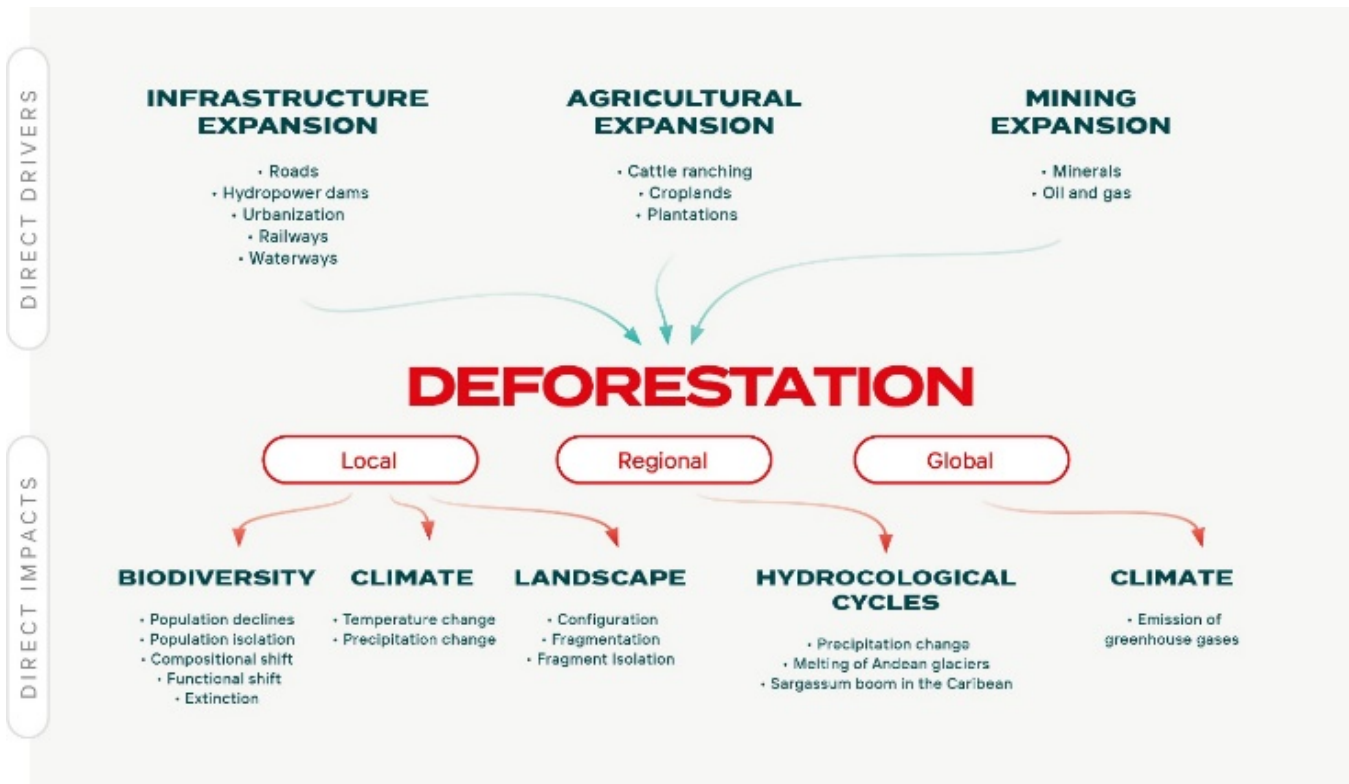 DIRECT DRIVERS
INFRASTRUCTURE
EXPANSION
• Roads
• Hydropower dams
• Urbanization
• Railways
• Waterways
AGRICULTURAL
EXPANSION
• Cattle ranching
• Croplands
• Plantations
MINING
EXPANSION
• Minerals
• Oil and gas
DEFORESTATION
DIRECT IMPACTS
Local
Regional
Global
BIODIVERSITY
• Population declines
• Population isolation
• Compositional shift
• Functional shift
• Extinction
CLIMATE
• Temperature change
• Precipitation change
LANDSCAPE
• Configuration
• Fragmentation
• Fragment Isolation
HYDROCOLOGICAL
CYCLES
• Precipitation change
• Melting of Andean glaciers
• Sargassum boom in the Caribbean
CLIMATE
• Emission of
greenhouse gases